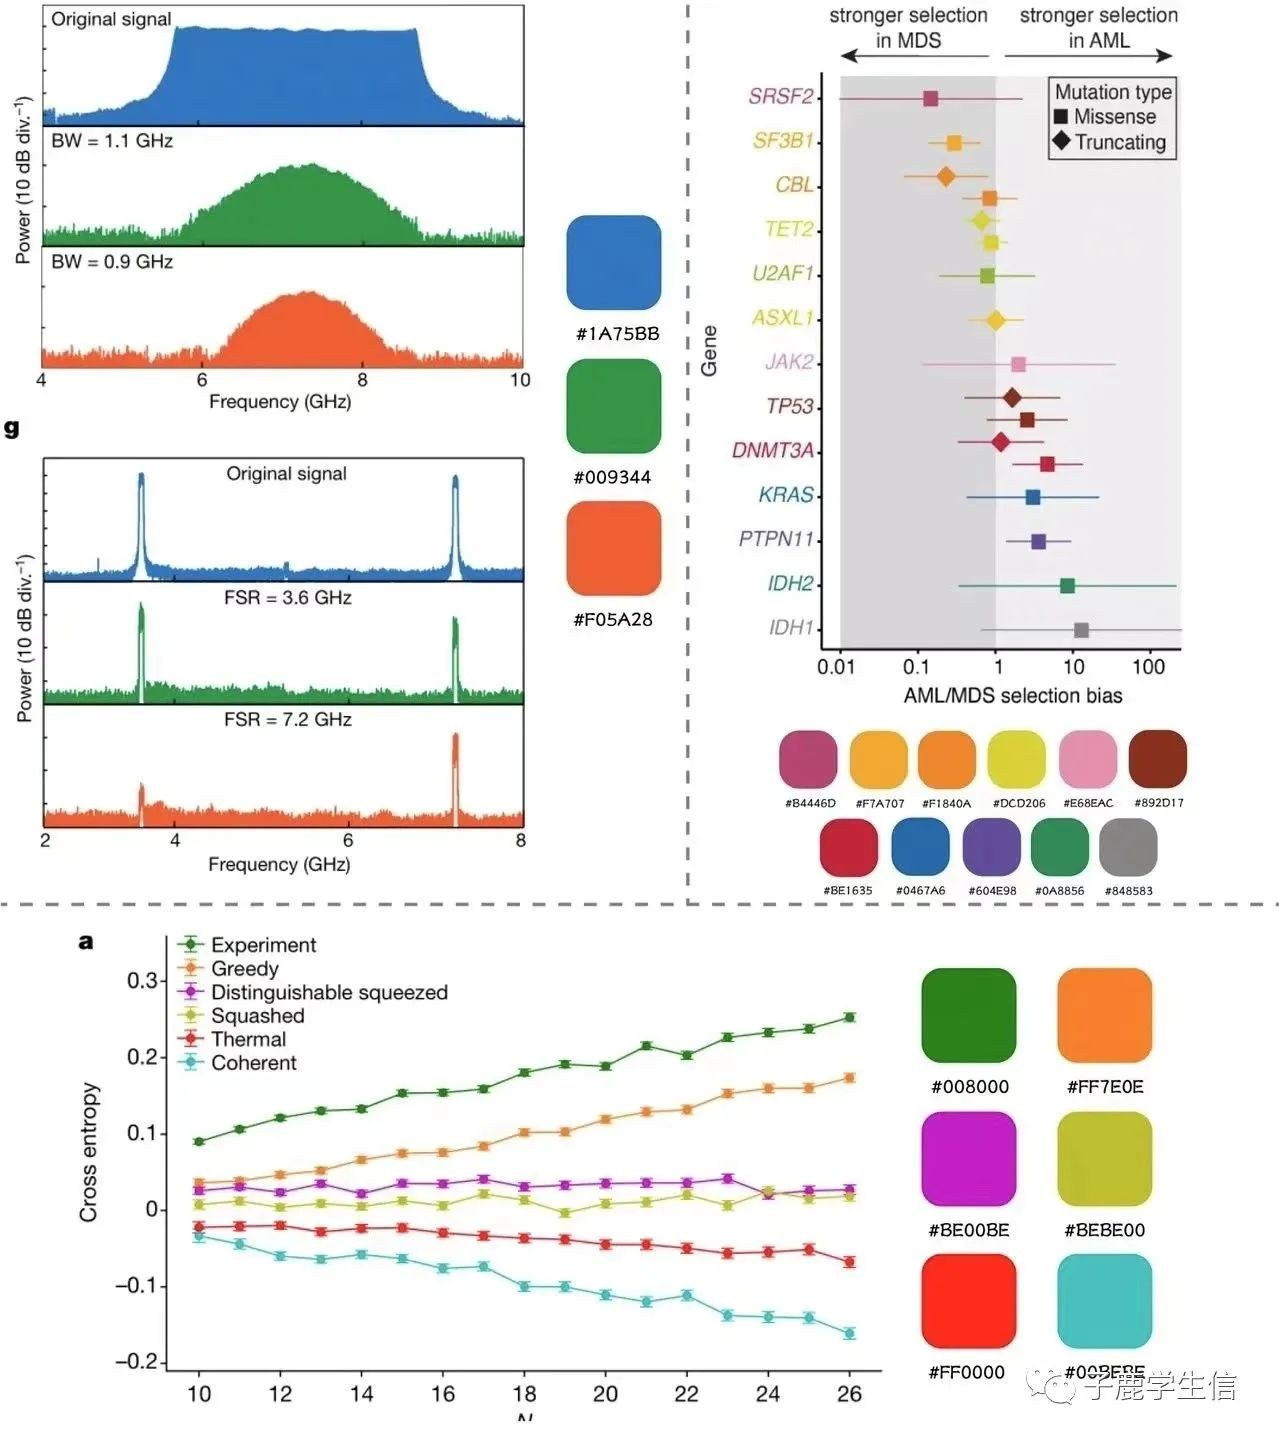 Original signal
BW = 1.1 GHz
BW = 0.9 GHz
Power (10 dB div.⁻¹)
4 6 8 10
Frequency (GHz)
g
Original signal
FSR = 3.6 GHz
FSR = 7.2 GHz
Power (10 dB div.⁻¹)
2 4 6 8
Frequency (GHz)
#1A75BB
#009344
#F05A28
stronger selection
in MDS
stronger selection
in AML
Mutation type
Missense
Truncating
Gene
SRSF2
SF3B1
CBL
TET2
U2AF1
ASXL1
JAK2
TP53
DNMT3A
KRAS
PTPN11
IDH2
IDH1
0.01 0.1 1 10 100
AML/MDS selection bias
#B4446D #F7A707 #F1840A #DCD206 #E68EAC #892D17
#BE1635 #0467A6 #604E98 #0A8856 #848583
a
Experiment
Greedy
Distinguishable squeezed
Squashed
Thermal
Coherent
Cross entropy
0.3
0.2
0.1
0
−0.1
−0.2
10 12 14 16 18 20 22 24 26
N
#008000 #FF7E0E
#BE00BE #BEBE00
#FF0000 #00BEBE
子鹿学生信